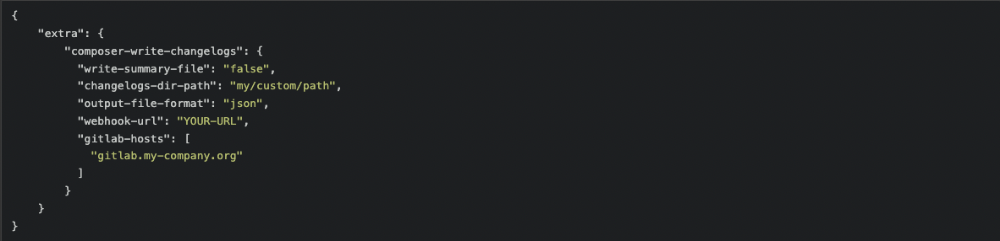 {
    "extra": {
        "composer-write-changelogs": {
          "write-summary-file": "false",
          "changelogs-dir-path": "my/custom/path",
          "output-file-format": "json",
          "webhook-url": "YOUR-URL",
          "gitlab-hosts": [
            "gitlab.my-company.org"
          ]
        }
    }
}